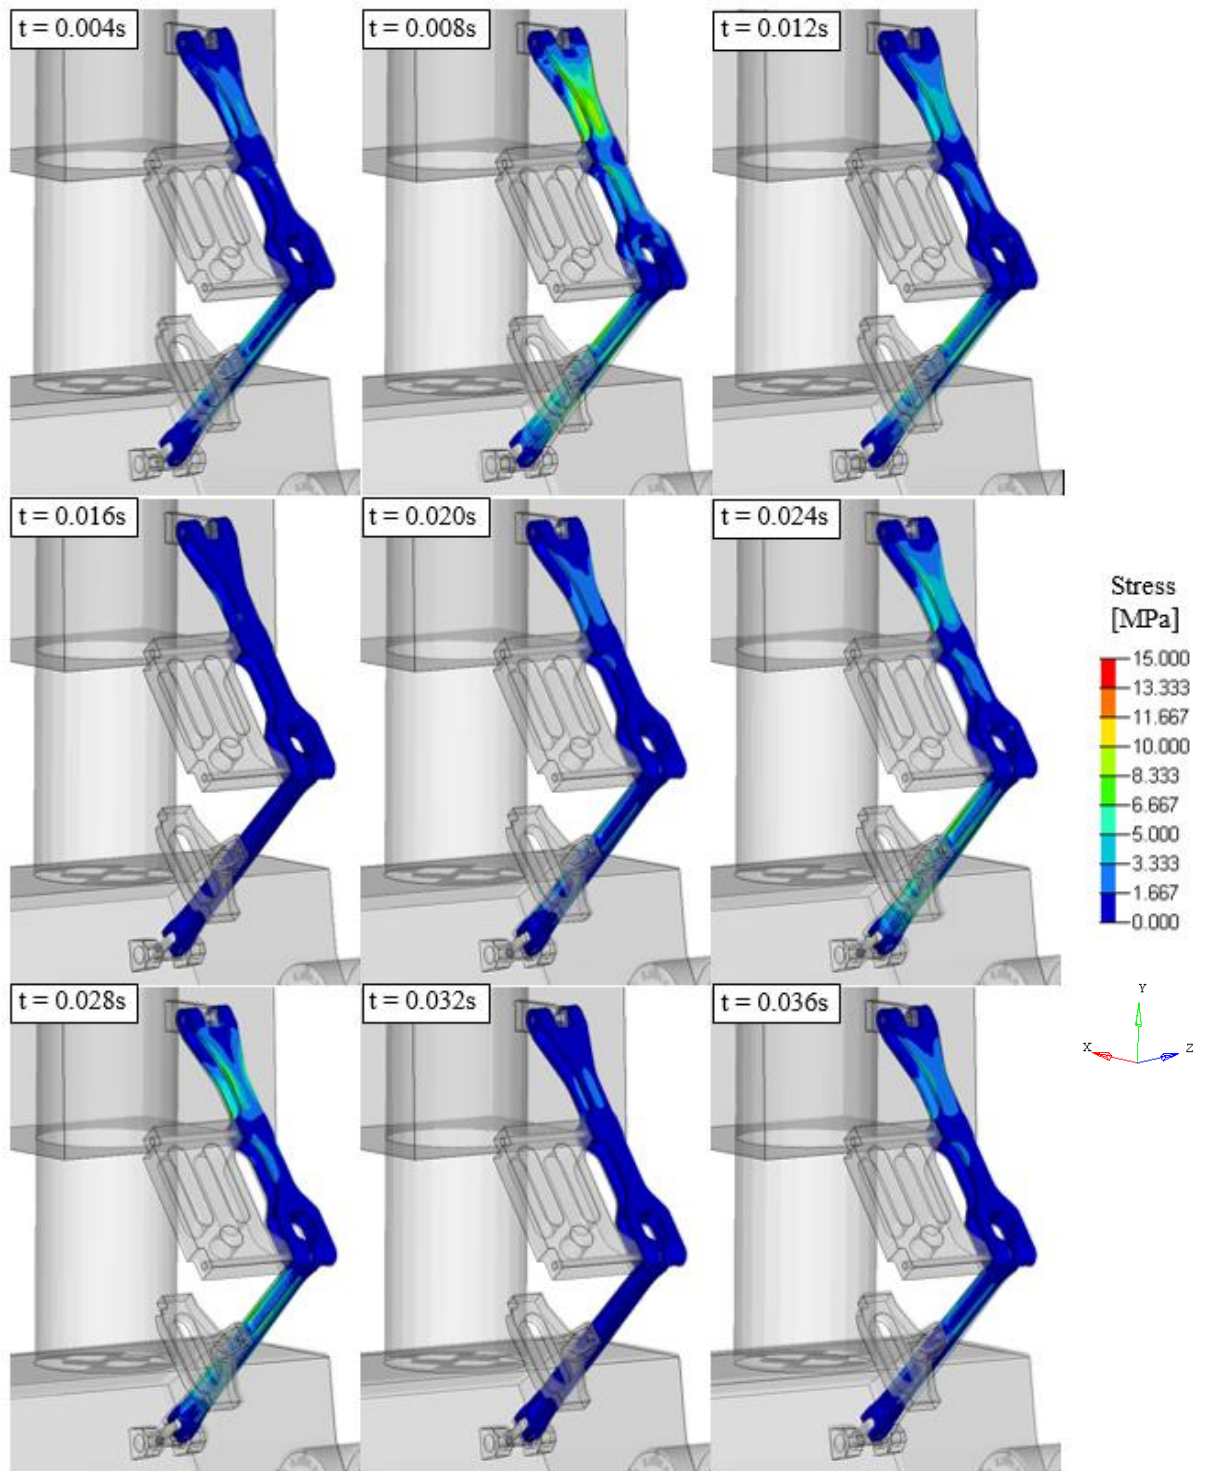 t = 0.004s
t = 0.008s
t = 0.012s
t = 0.016s
t = 0.020s
t = 0.024s
Stress
[MPa]
15.000
13.333
11.667
10.000
8.333
6.667
5.000
3.333
1.667
0.000
t = 0.028s
t = 0.032s
t = 0.036s
Y
X
Z